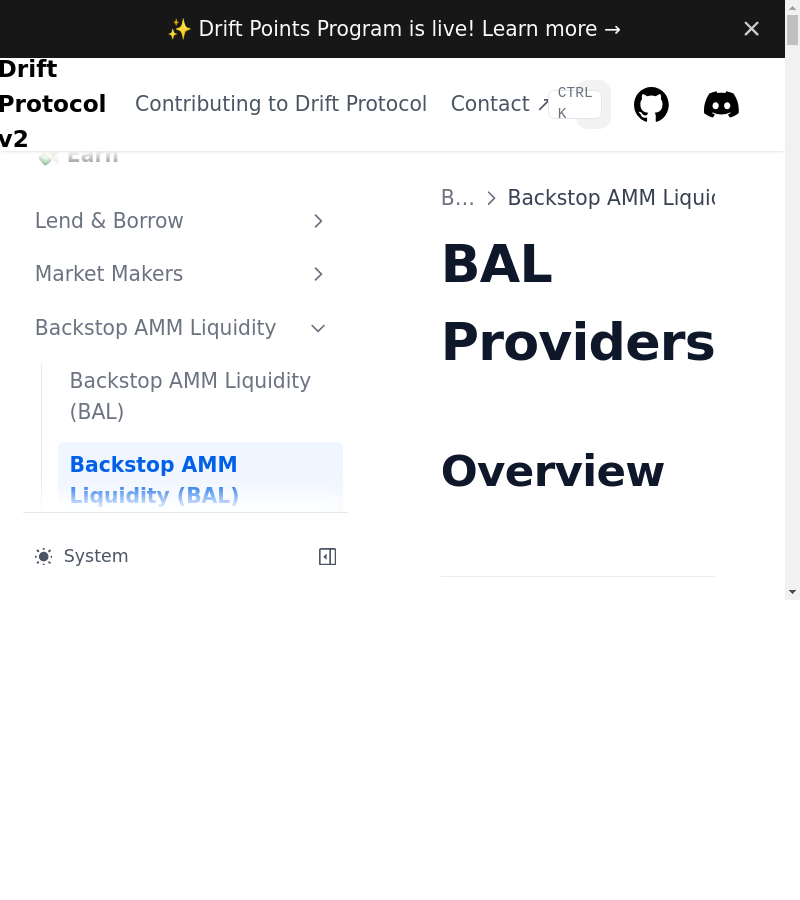 ✨ Drift Points Program is live! Learn more →
Drift
Protocol
v2
Contributing to Drift Protocol
Contact ↗
CTRL
K
💸 Earn
Lend & Borrow
Market Makers
Backstop AMM Liquidity
Backstop AMM Liquidity
(BAL)
Backstop AMM
Liquidity (BAL)
System
B… > Backstop AMM Liquid
BAL
Providers
Overview